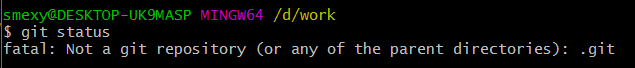 smexy@DESKTOP-UK9MASP MINGW64 /d/work
$ git status
fatal: Not a git repository (or any of the parent directories): .git